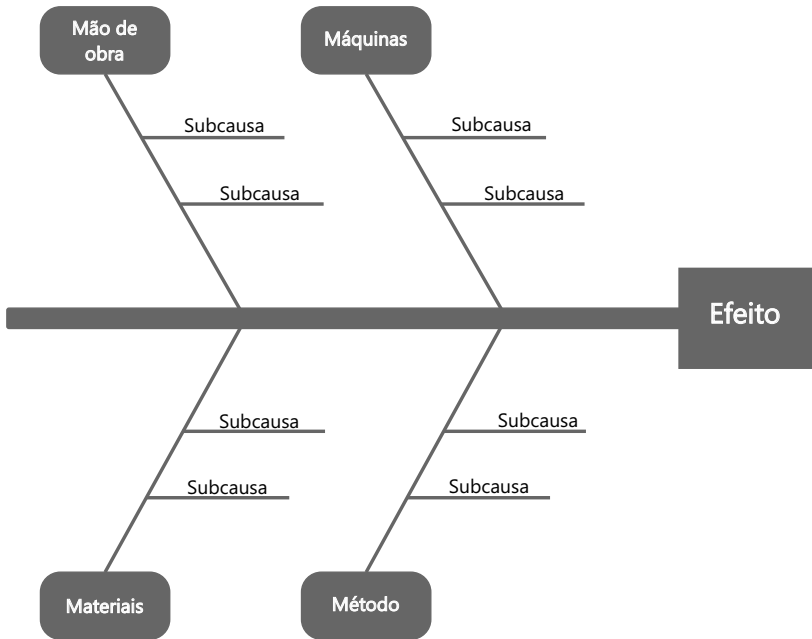 Mão de
obra
Máquinas
Subcausa
Subcausa
Subcausa
Subcausa
Efeito
Subcausa
Subcausa
Subcausa
Subcausa
Materiais
Método